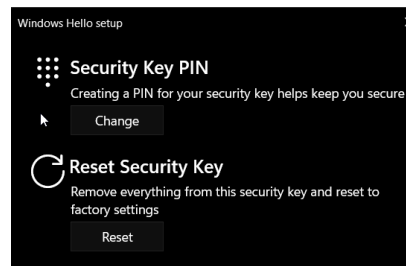 Windows Hello setup
Security Key PIN
Creating a PIN for your security key helps keep you secure
Change
Reset Security Key
Remove everything from this security key and reset to
factory settings
Reset